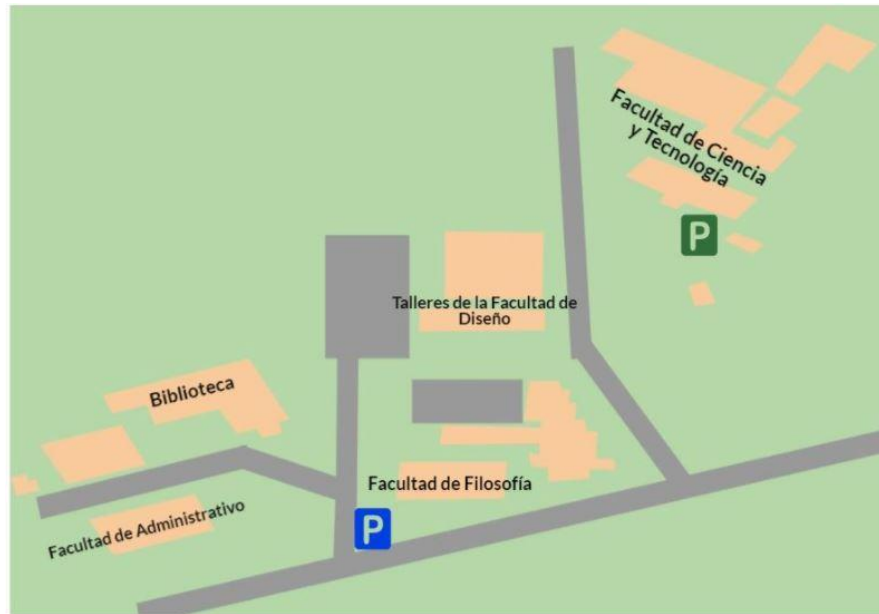 Facultad de Ciencia
y Tecnología
P
Talleres de la Facultad de
Diseño
Biblioteca
Facultad de Filosofía
Facultad de Administrativo
P